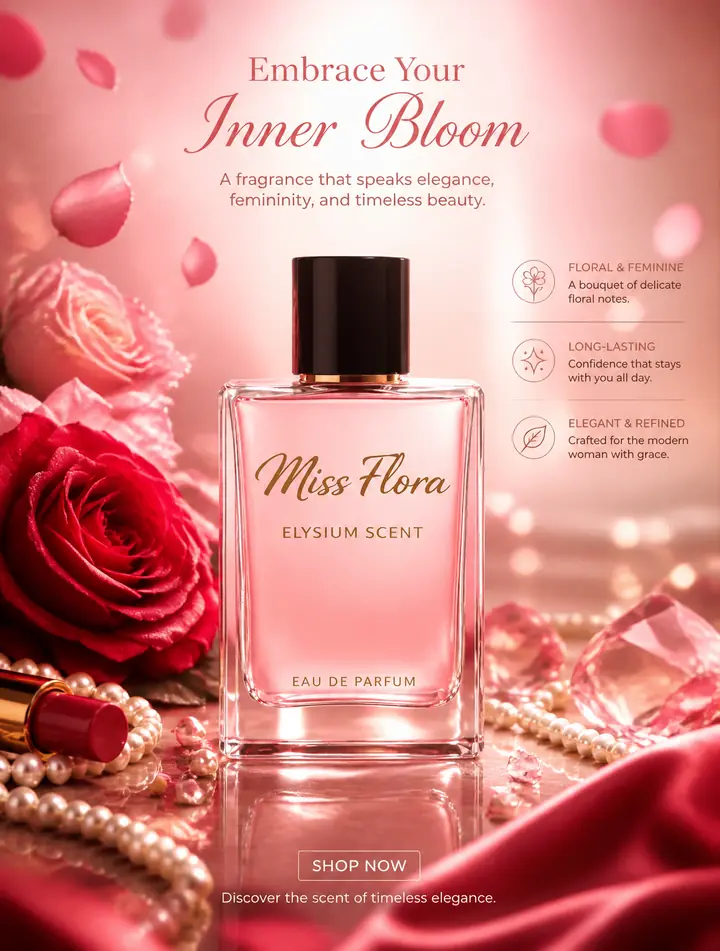 Embrace Your
Inner Bloom
A fragrance that speaks elegance,
femininity, and timeless beauty.
FLORAL & FEMININE
A bouquet of delicate
floral notes.
LONG-LASTING
Confidence that stays
with you all day.
ELEGANT & REFINED
Crafted for the modern
woman with grace.
Miss Flora
ELYSIUM SCENT
EAU DE PARFUM
SHOP NOW
Discover the scent of timeless elegance.